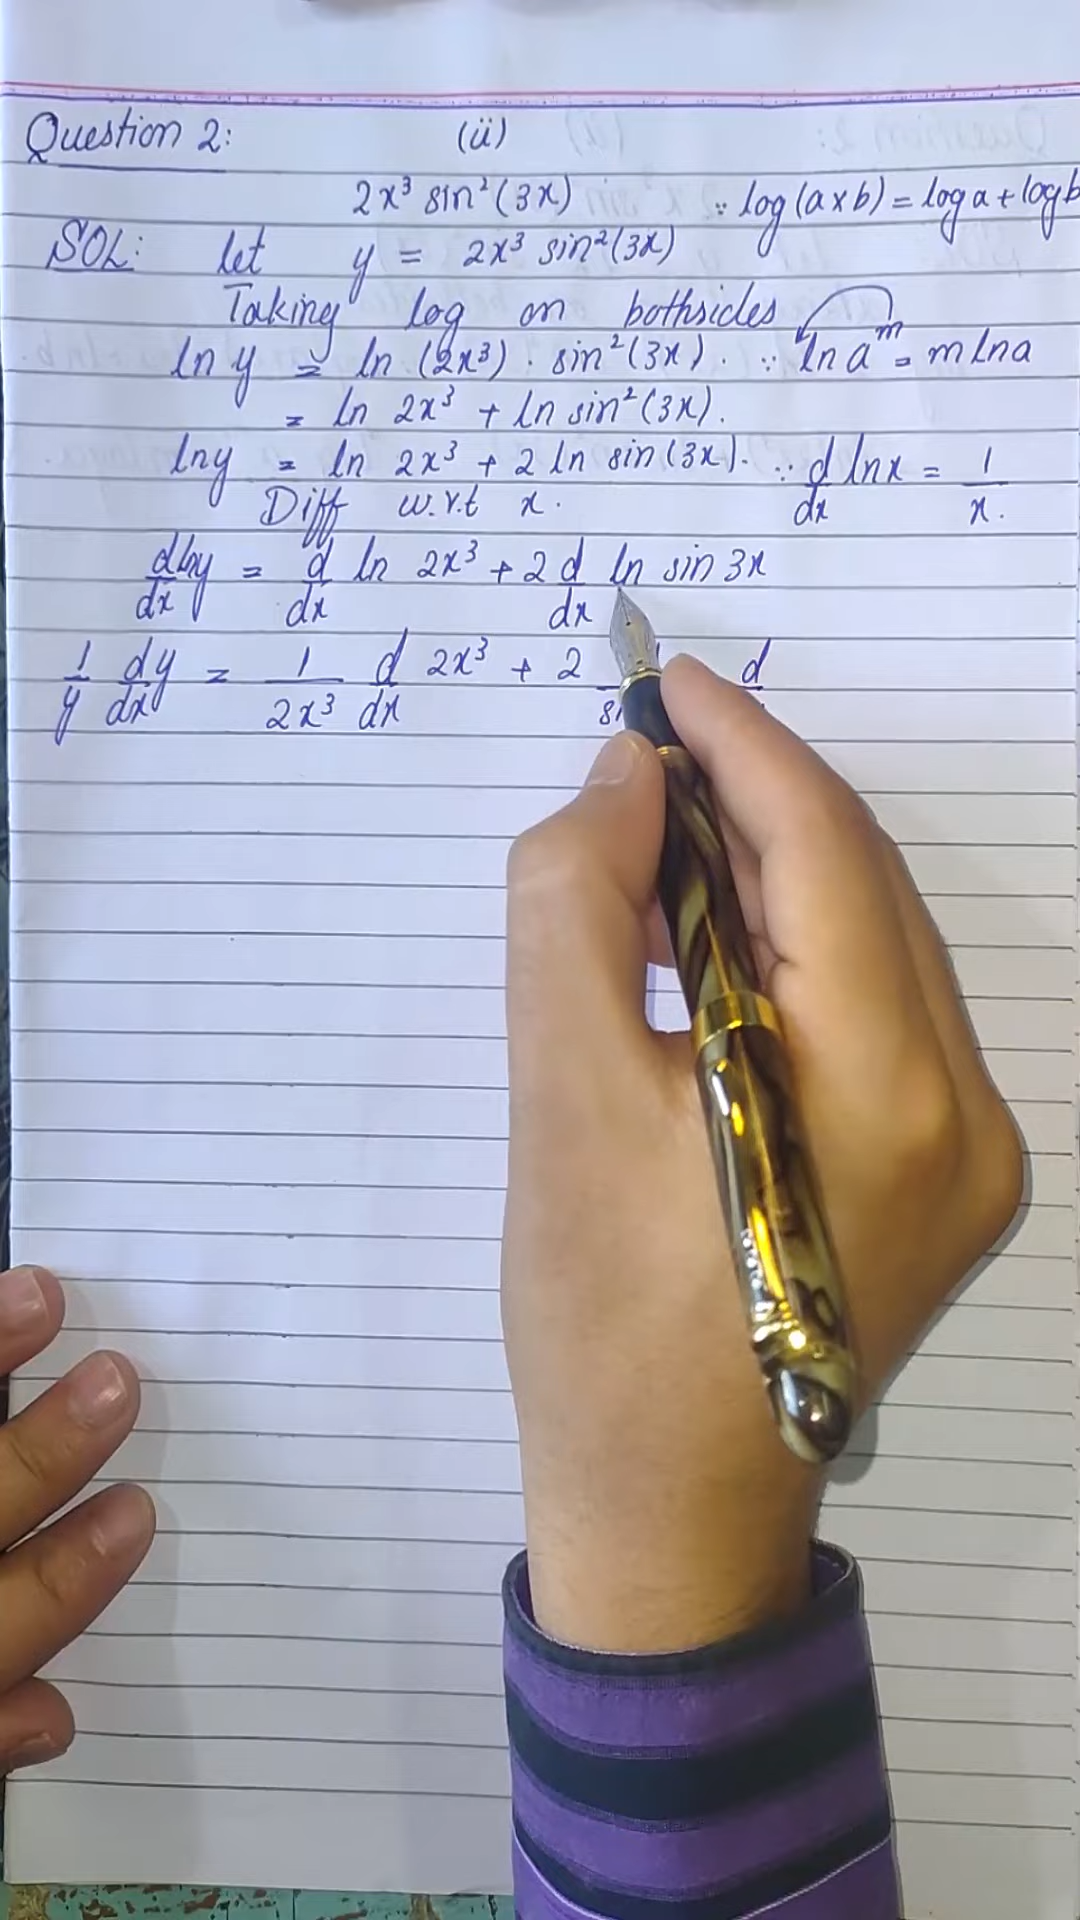 Question 2: (ii)
2x³ sin²(3x) ∵ log(a×b) = log a + log b
SOL: let y = 2x³ sin²(3x)
Taking log on bothsides
ln y = ln (2x³) · sin²(3x) . ∵ ln aᵐ = m ln a
= ln 2x³ + ln sin²(3x).
ln y = ln 2x³ + 2 ln sin(3x). ∵ d/dx ln x = 1/x.
Diff w.r.t x.
d ln y/dx = d/dx ln 2x³ + 2 d/dx ln sin 3x
1/y dy/dx = 1/2x³ d/dx 2x³ + 2 d